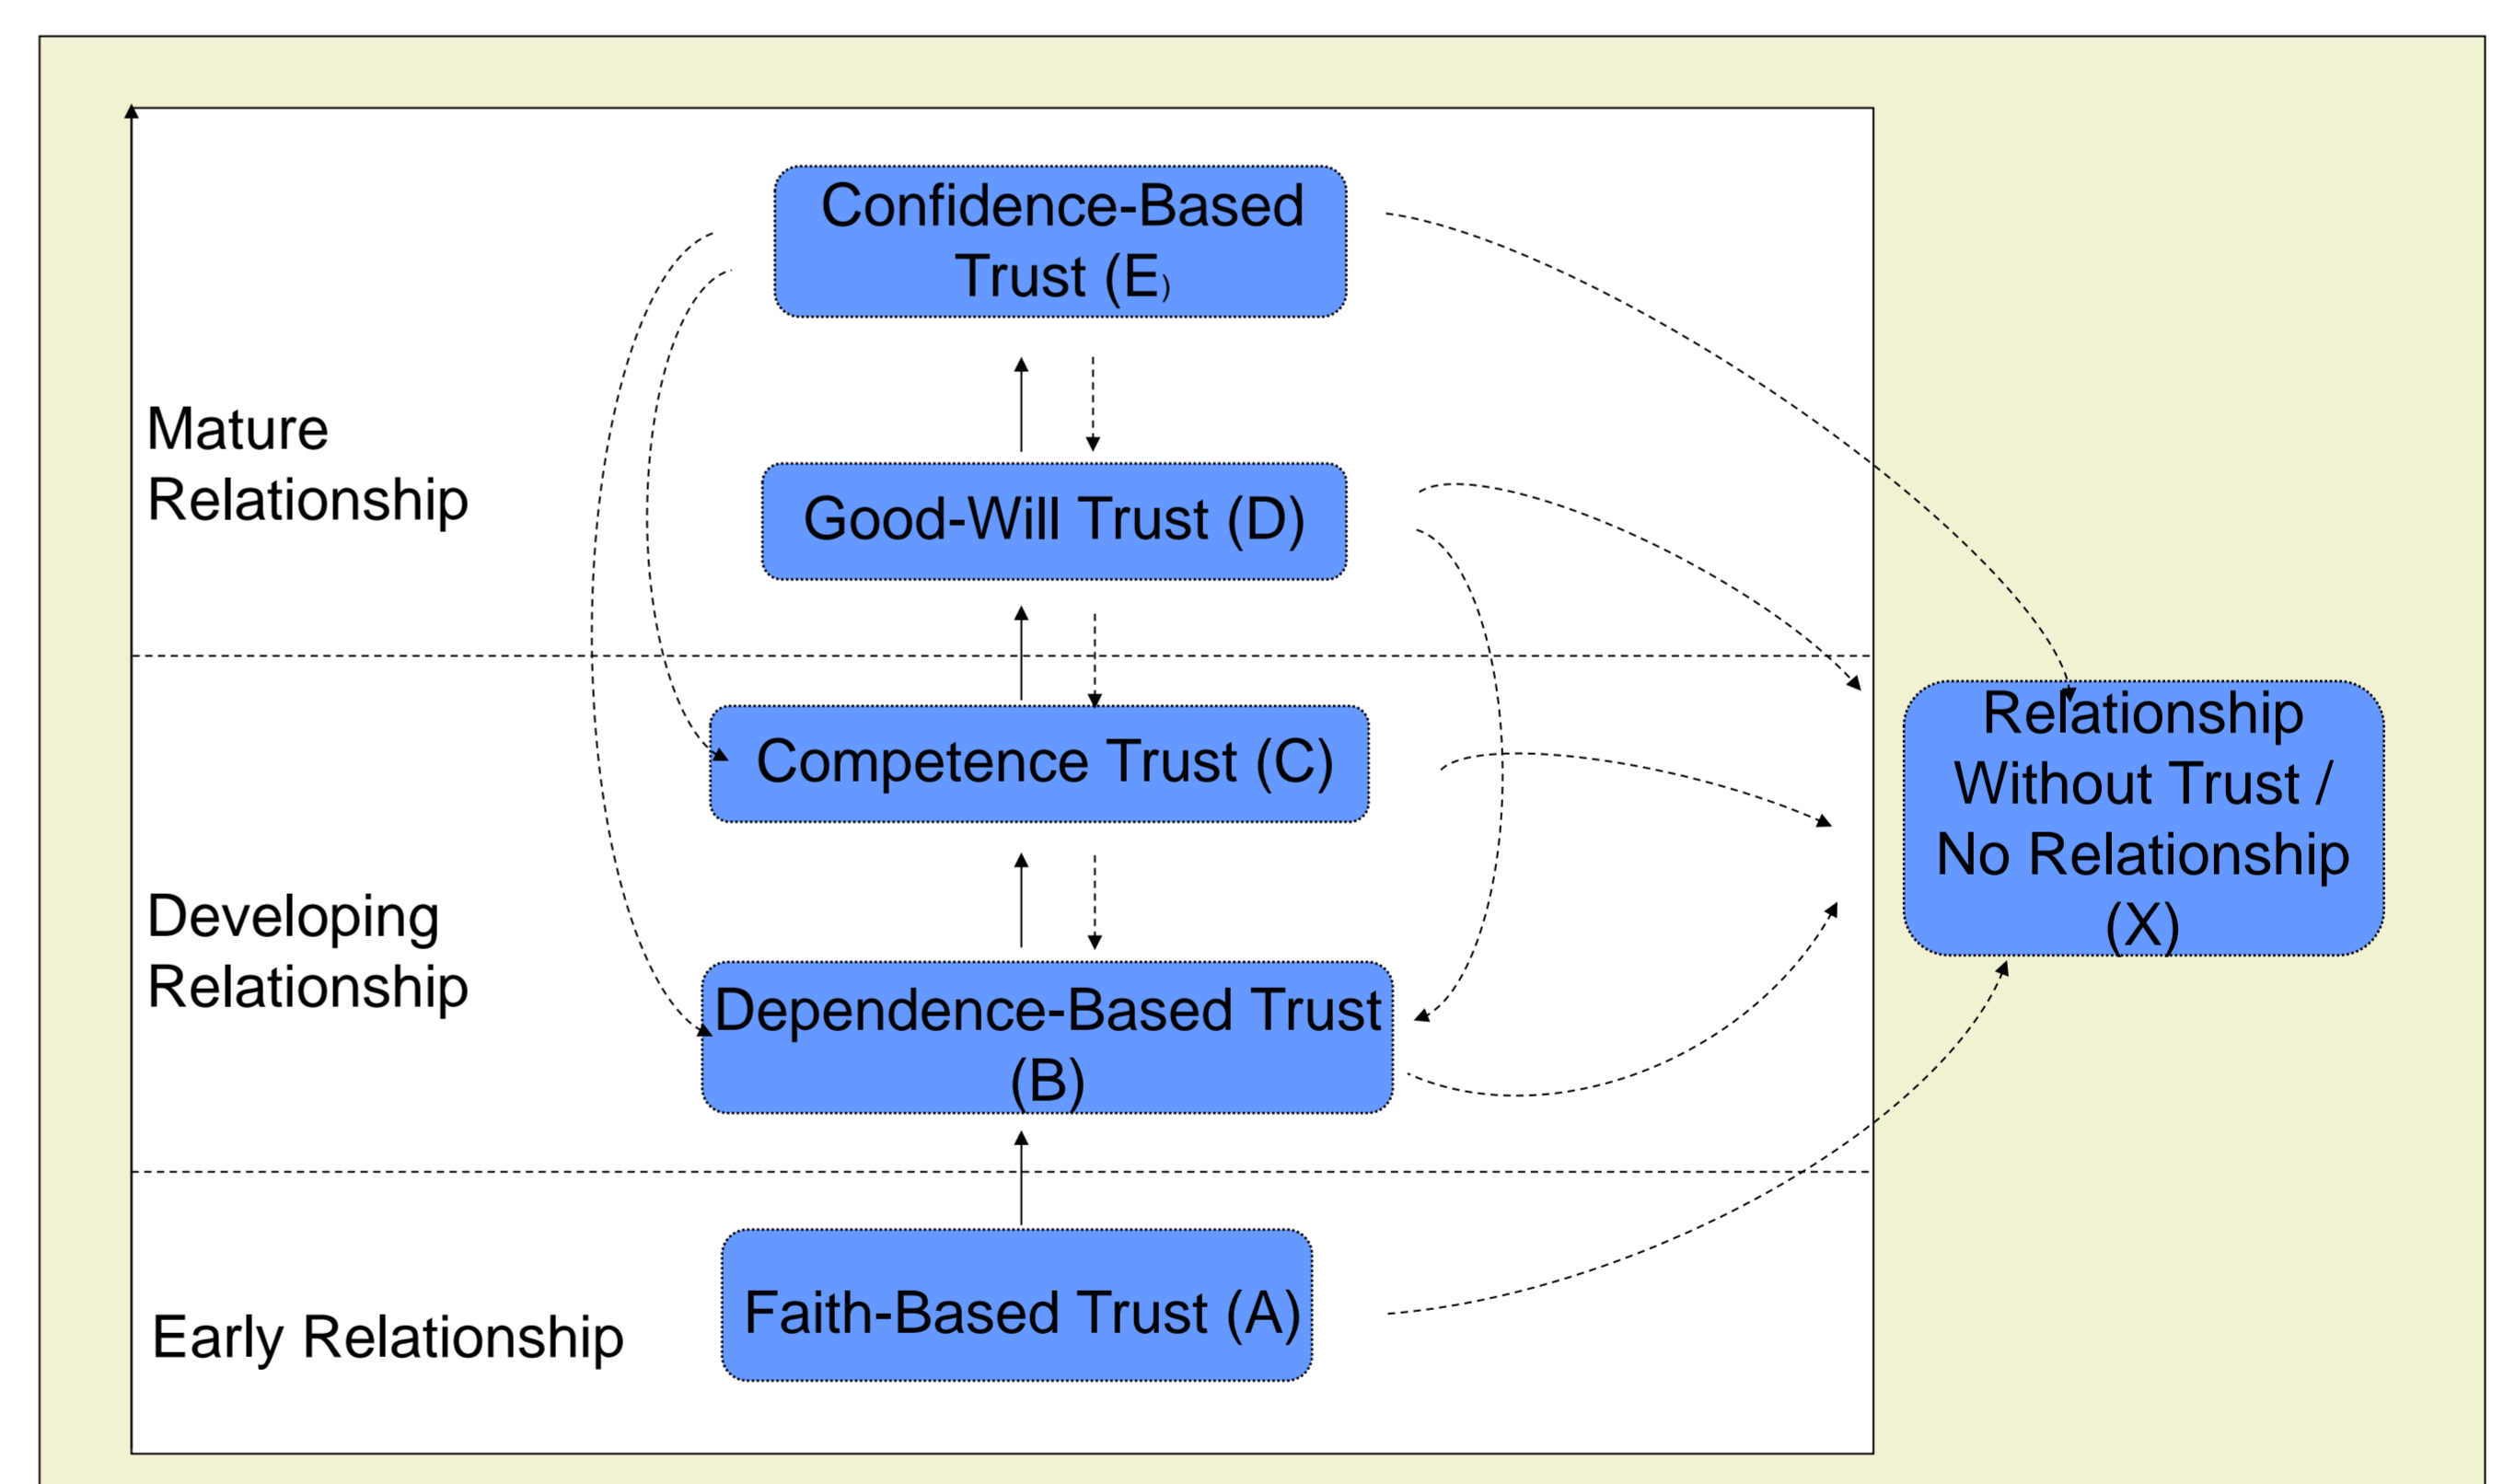 Confidence-Based
Trust (E)
Mature
Relationship
Good-Will Trust (D)
Competence Trust (C)
Relationship
Without Trust /
No Relationship
(X)
Developing
Relationship
Dependence-Based Trust
(B)
Faith-Based Trust (A)
Early Relationship